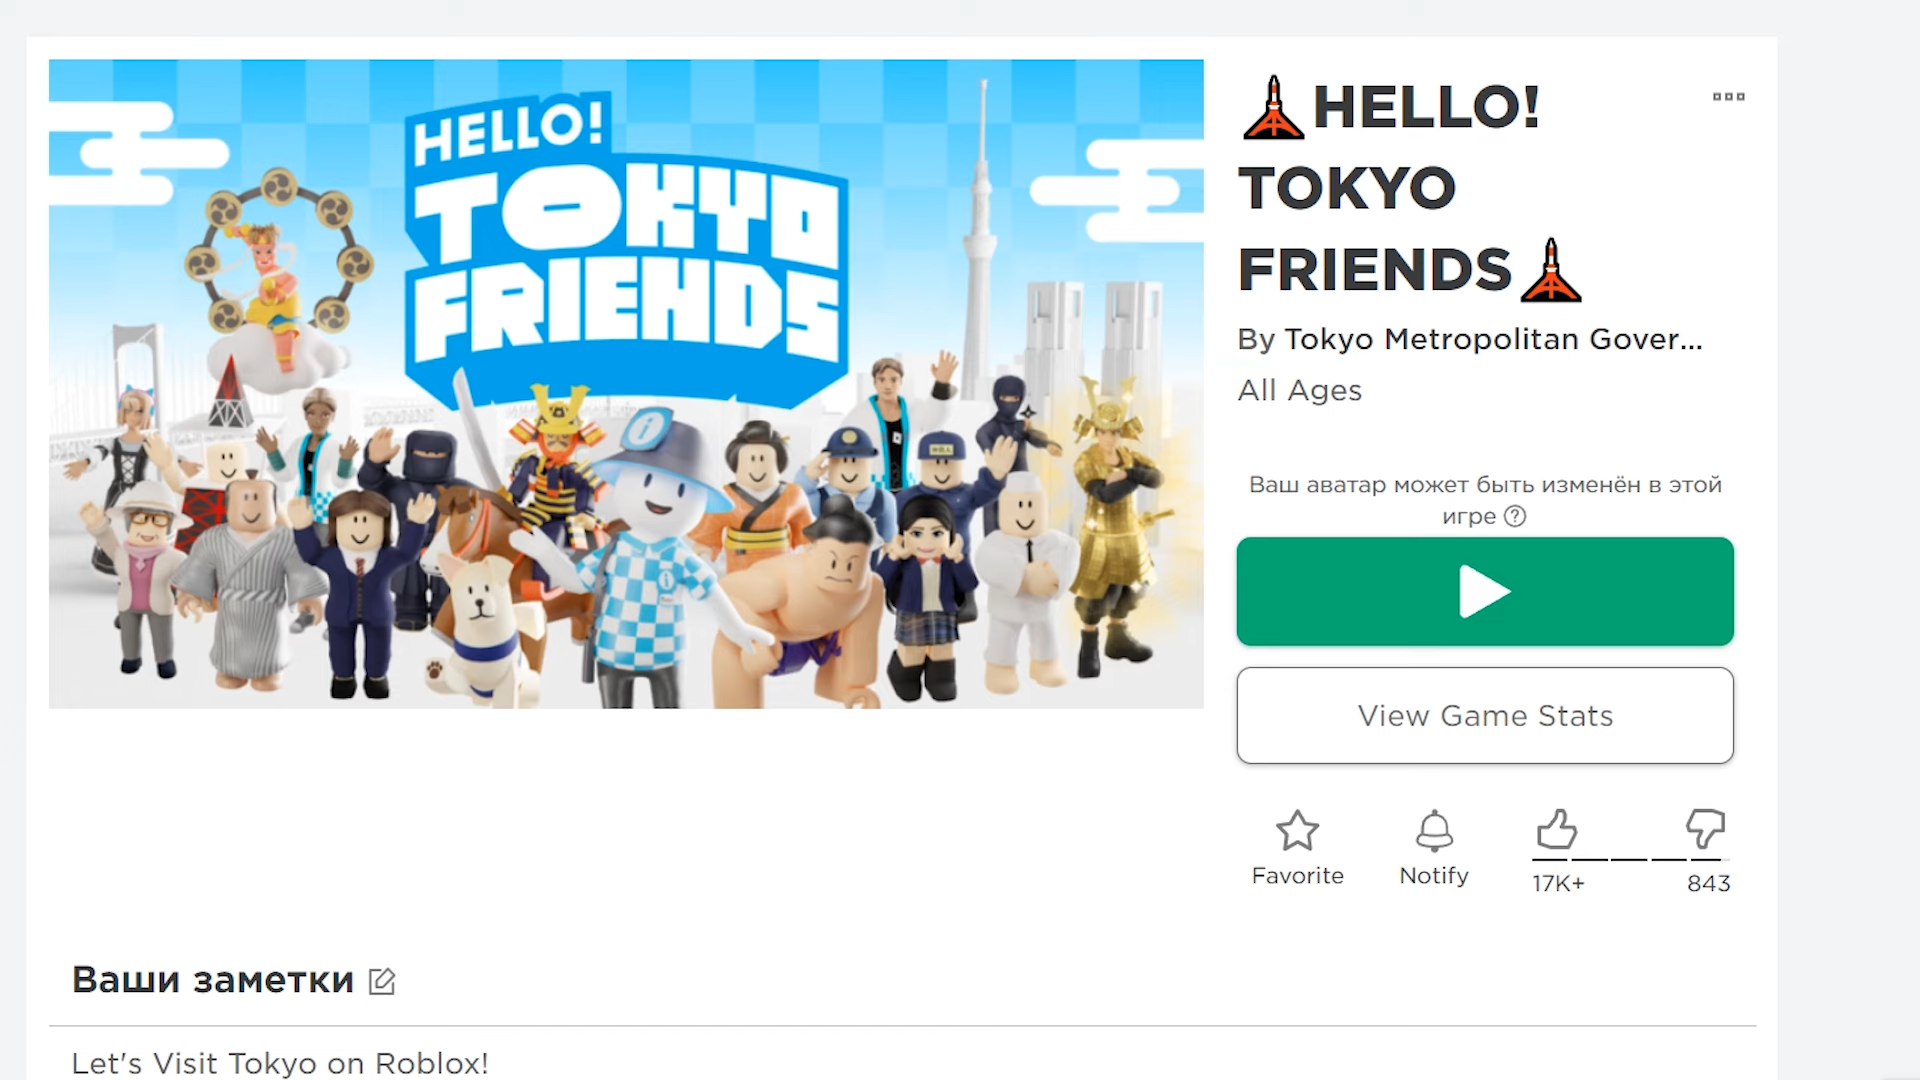 HELLO!
TOKYO
FRIENDS
HELLO!
TOKYO
FRIENDS
By Tokyo Metropolitan Gover...
All Ages
Ваш аватар может быть изменён в этой
игре
View Game Stats
Favorite
Notify
17K+
843
Ваши заметки
Let's Visit Tokyo on Roblox!